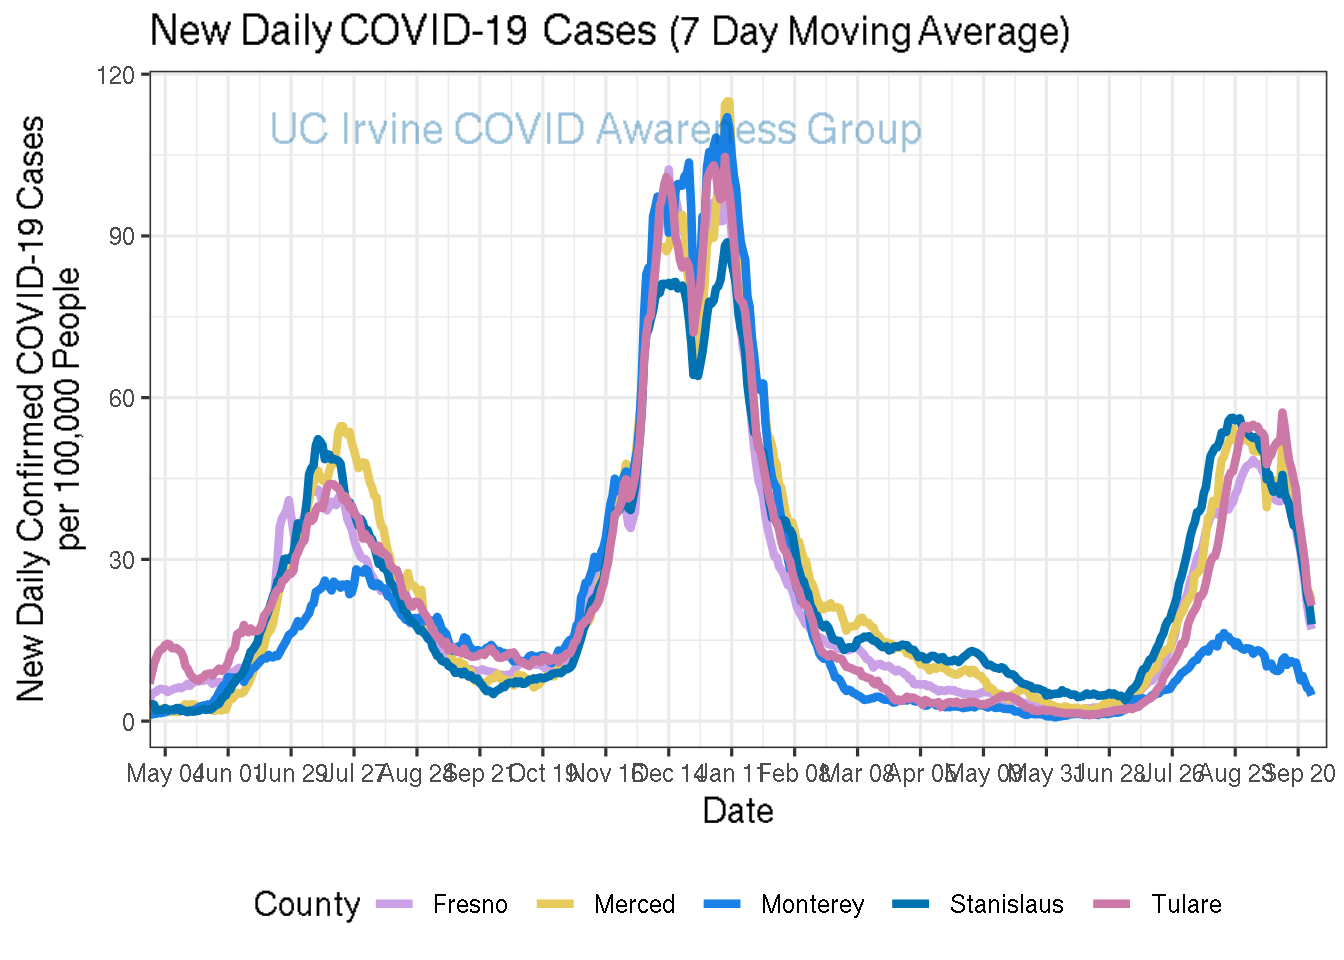 New Daily COVID-19 Cases (7 Day Moving Average)
UC Irvine COVID Awareness Group
New Daily Confirmed COVID-19 Cases
per 100,000 People
120
90
60
30
0
May 04 Jun 01 Jun 29 Jul 27 Aug 24 Sep 21 Oct 19 Nov 16 Dec 14 Jan 11 Feb 08 Mar 08 Apr 05 May 03 May 31 Jun 28 Jul 26 Aug 23 Sep 20
Date
County Fresno Merced Monterey Stanislaus Tulare